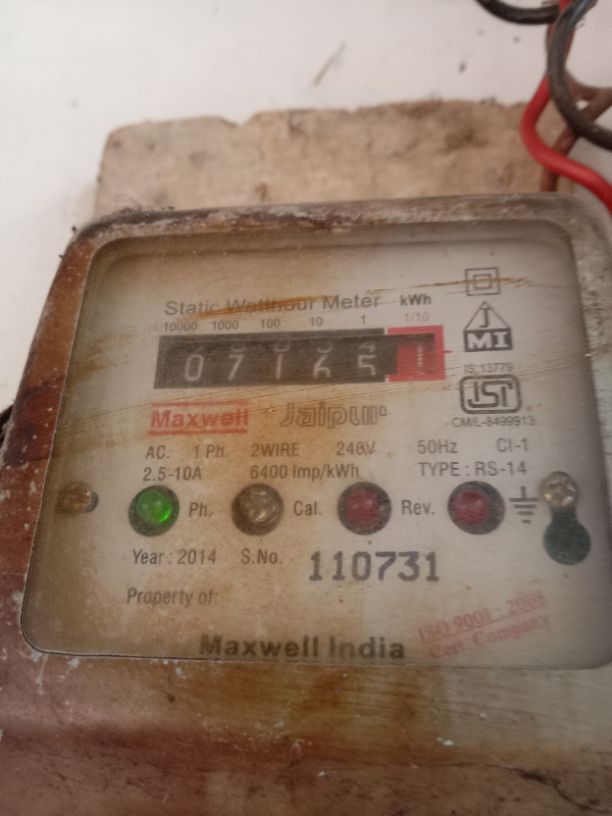 Static Watthour Meter kWh
10000 1000 100 10 1 1/10
J
MI
IS:13779
ISI
CM/L-8499913
Maxwell Jaipur
AC. 1 Ph. 2WIRE 240V 50Hz Cl-1
2.5-10A 6400 Imp/kWh TYPE : RS-14
Ph. Cal. Rev.
Year : 2014 S.No. 110731
Property of:
ISO 9001 - 2008
Cert. Company
Maxwell India